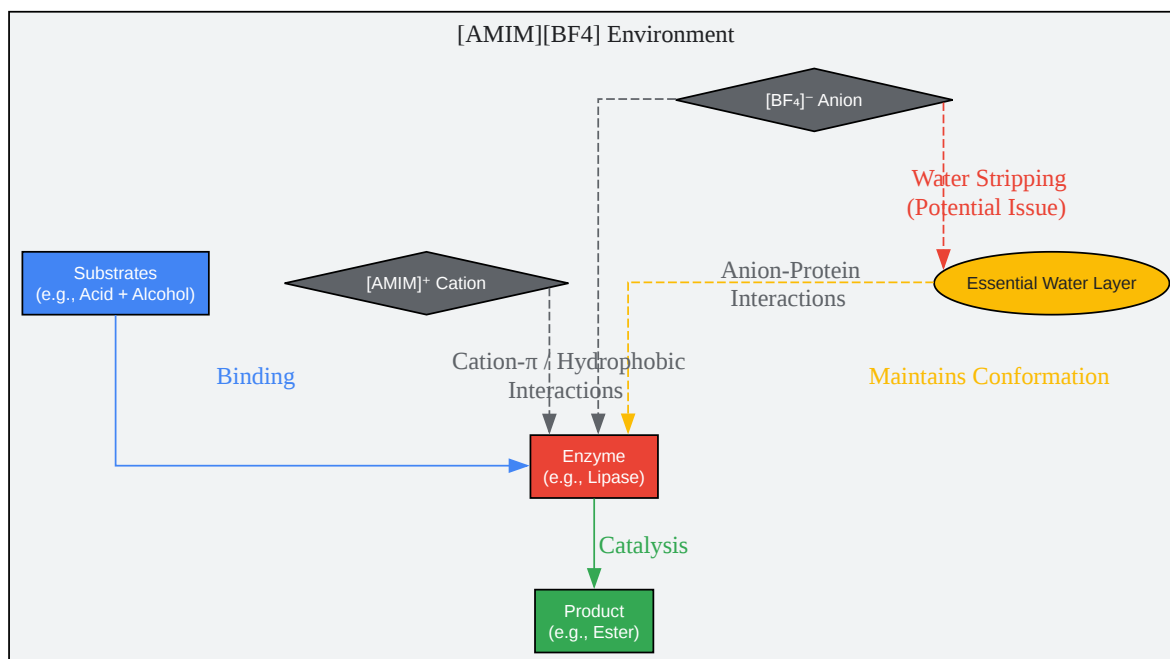 [AMIM][BF4] Environment
[BF₄]⁻ Anion
Water Stripping
(Potential Issue)
Substrates
(e.g., Acid + Alcohol)
[AMIM]⁺ Cation
Anion-Protein
Interactions
Essential Water Layer
Binding
Cation-π / Hydrophobic
Interactions
Maintains Conformation
Enzyme
(e.g., Lipase)
Catalysis
Product
(e.g., Ester)